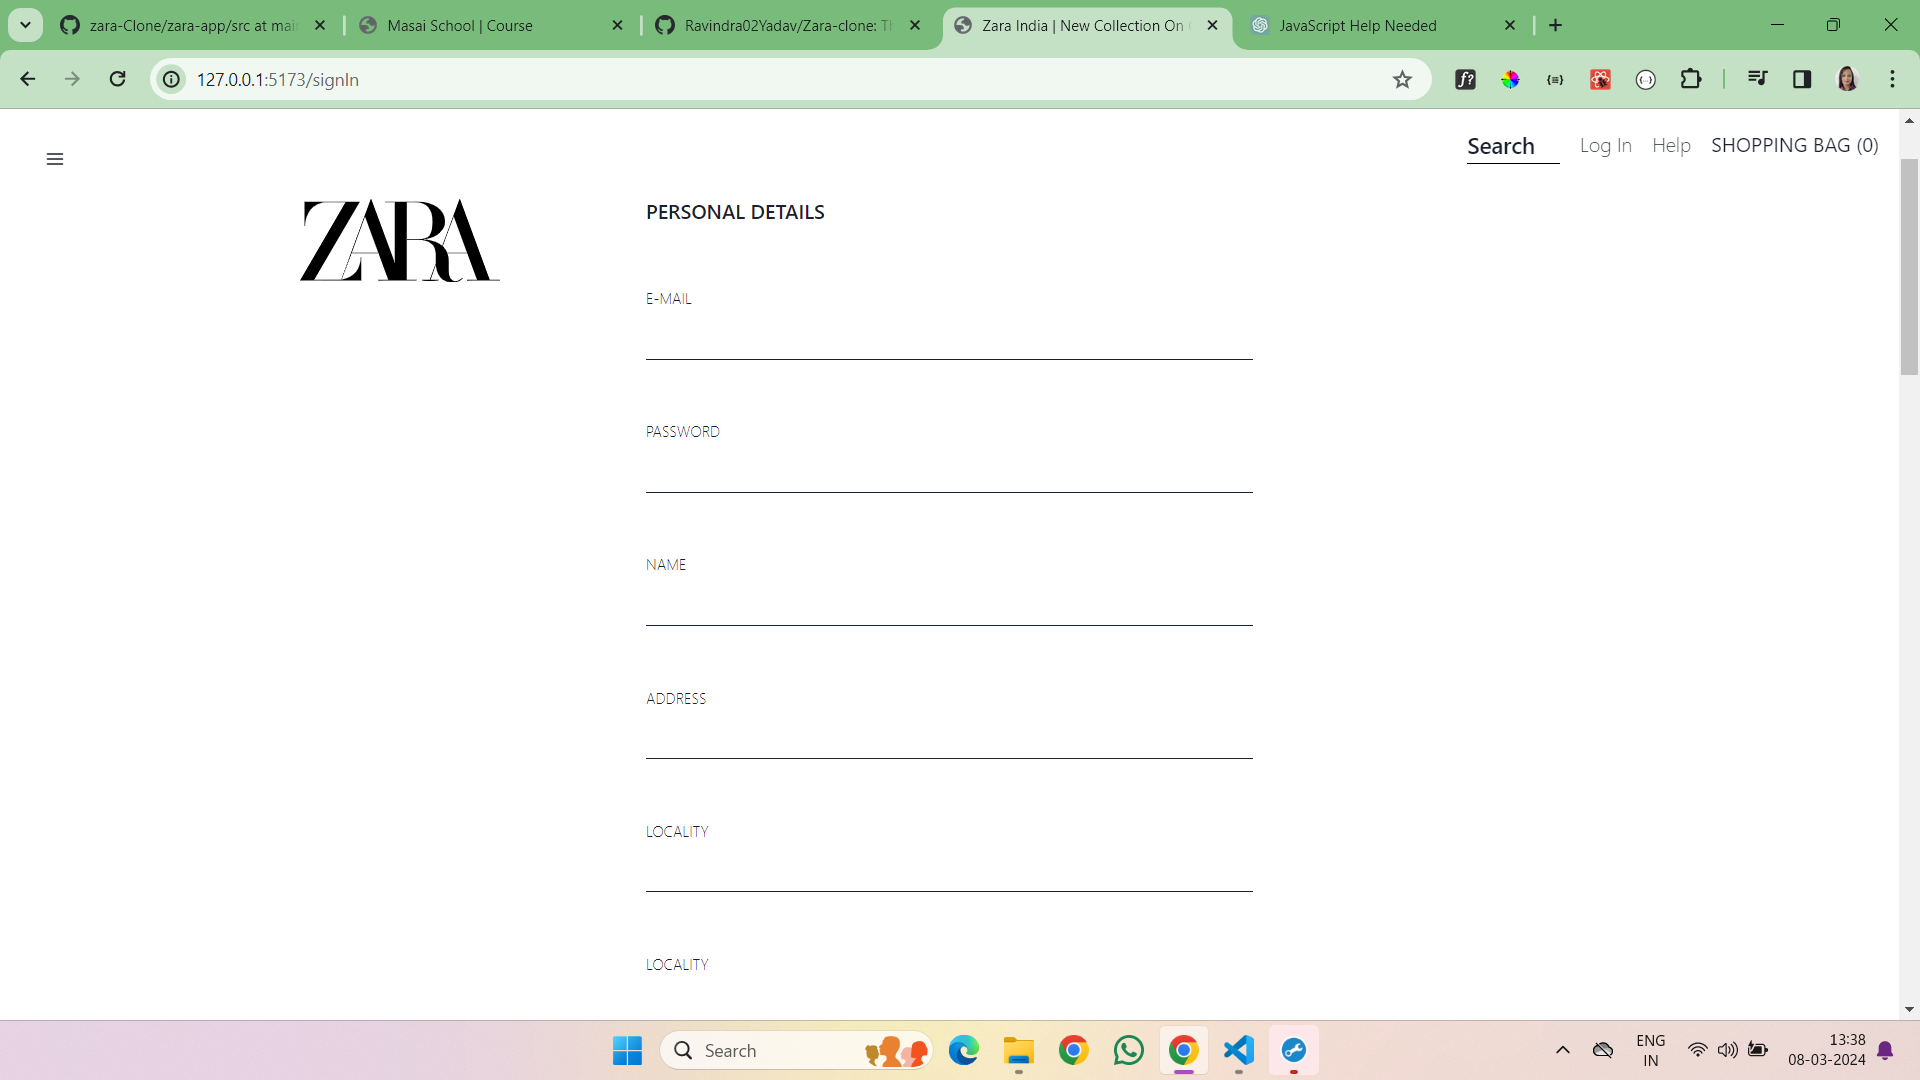 zara-Clone/zara-app/src at mai
Masai School | Course
Ravindra02Yadav/Zara-clone: Th
Zara India | New Collection On
JavaScript Help Needed
127.0.0.1:5173/signIn
Search Log In Help SHOPPING BAG (0)
ZARA
PERSONAL DETAILS
E-MAIL
PASSWORD
NAME
ADDRESS
LOCALITY
LOCALITY
Search
ENG
IN
13:38
08-03-2024